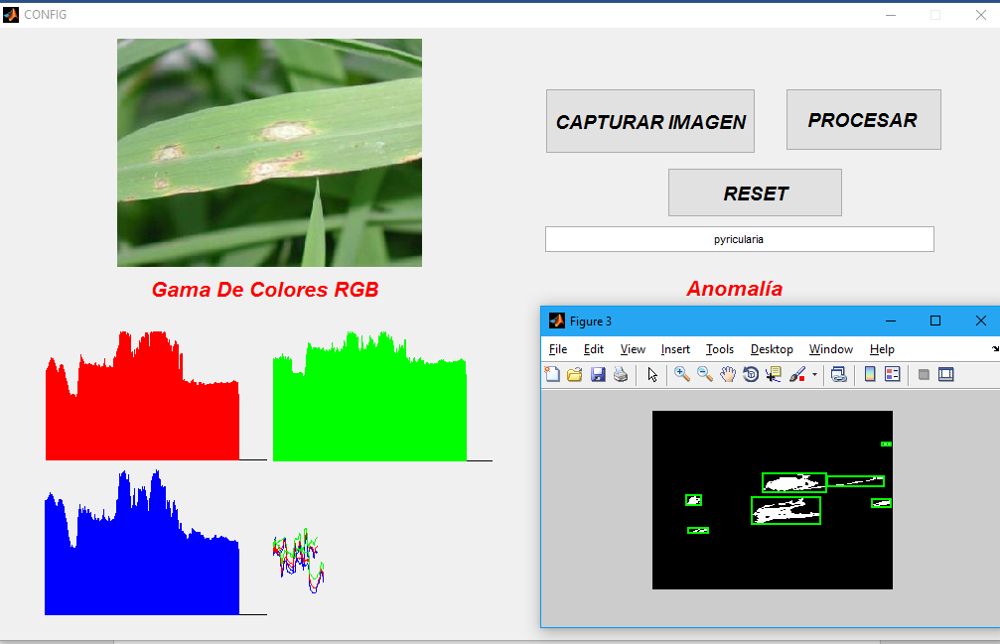 CONFIG
CAPTURAR IMAGEN
PROCESAR
RESET
pyricularia
Gama De Colores RGB
Anomalía
Figure 3
File Edit View Insert Tools Desktop Window Help